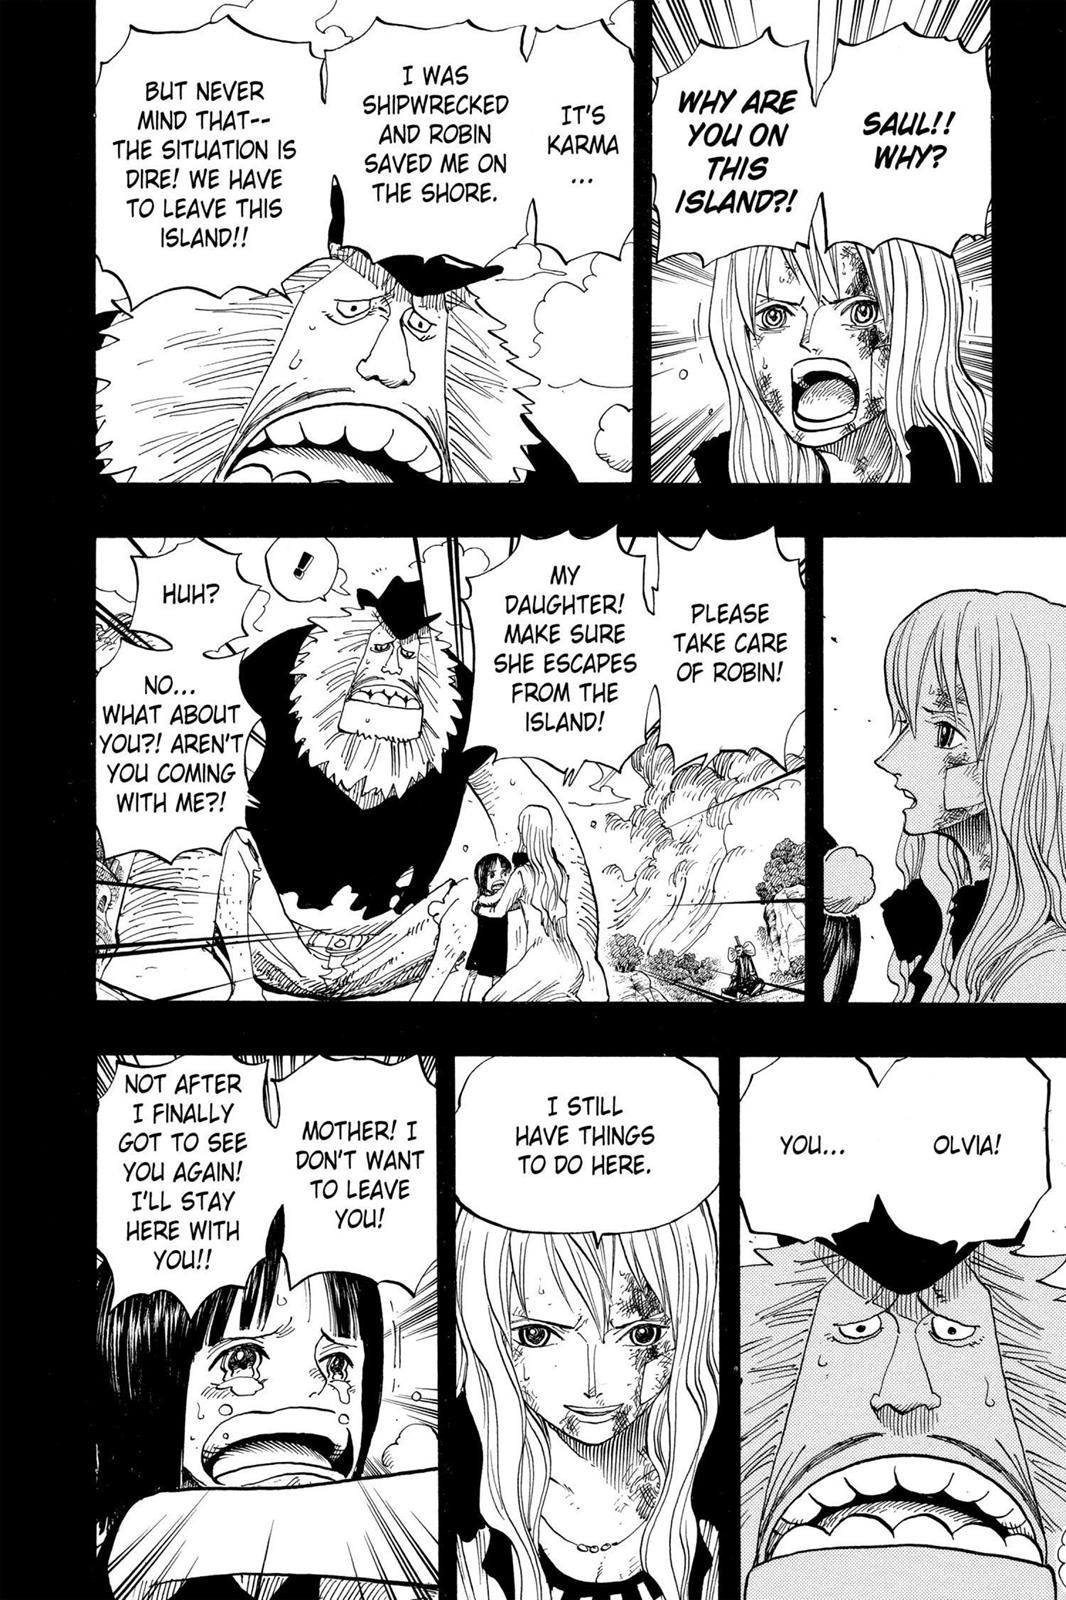 SAUL!!
WHY?
WHY ARE
YOU ON
THIS
ISLAND?!
IT'S
KARMA
...
I WAS
SHIPWRECKED
AND ROBIN
SAVED ME ON
THE SHORE.
BUT NEVER
MIND THAT--
THE SITUATION IS
DIRE! WE HAVE
TO LEAVE THIS
ISLAND!!
PLEASE
TAKE CARE
OF ROBIN!
MY
DAUGHTER!
MAKE SURE
SHE ESCAPES
FROM THE
ISLAND!
!
HUH?
NO...
WHAT ABOUT
YOU?! AREN'T
YOU COMING
WITH ME?!
OLVIA!
YOU...
I STILL
HAVE THINGS
TO DO HERE.
MOTHER! I
DON'T WANT
TO LEAVE
YOU!
NOT AFTER
I FINALLY
GOT TO SEE
YOU AGAIN!
I'LL STAY
HERE WITH
YOU!!